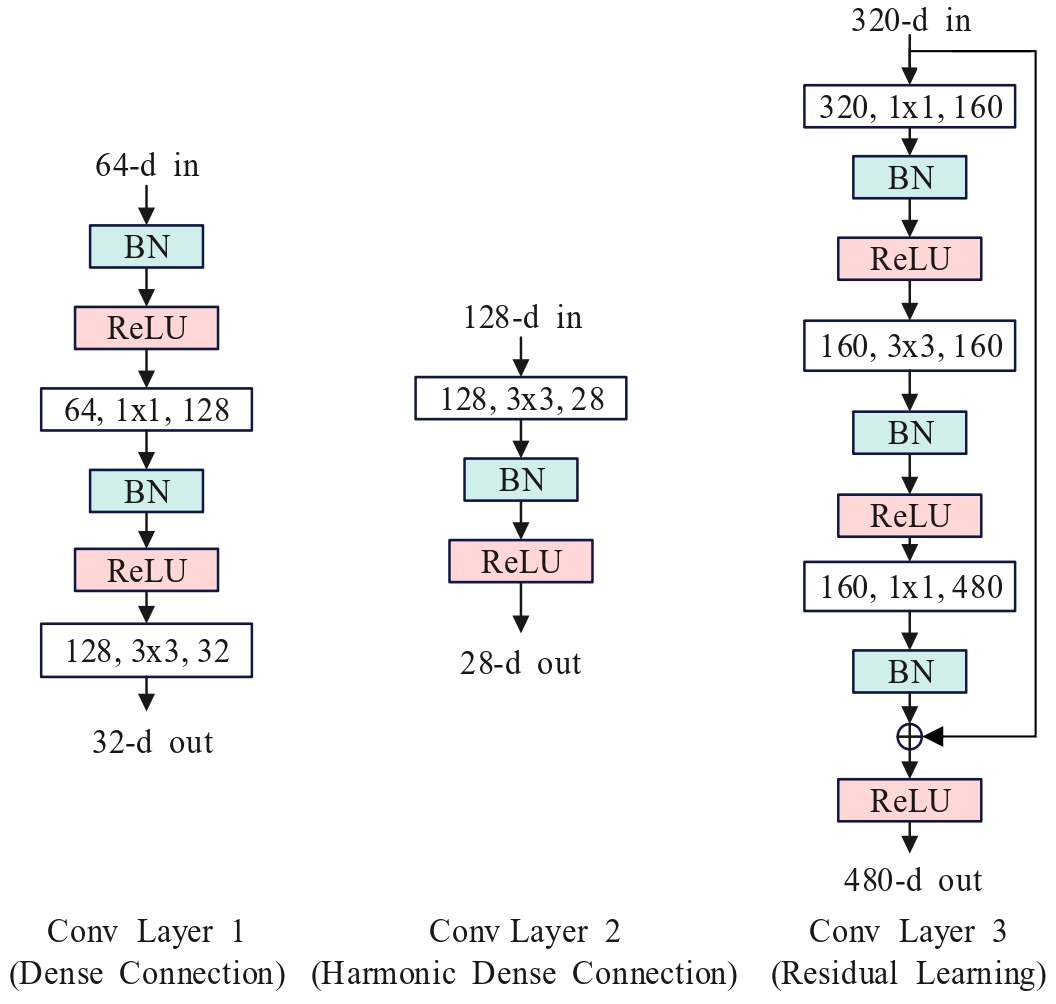 64-d in
BN
ReLU
64, 1x1, 128
BN
ReLU
128, 3x3, 32
32-d out
Conv Layer 1
(Dense Connection)
128-d in
128, 3x3, 28
BN
ReLU
28-d out
Conv Layer 2
(Harmonic Dense Connection)
320-d in
320, 1x1, 160
BN
ReLU
160, 3x3, 160
BN
ReLU
160, 1x1, 480
BN
ReLU
480-d out
Conv Layer 3
(Residual Learning)